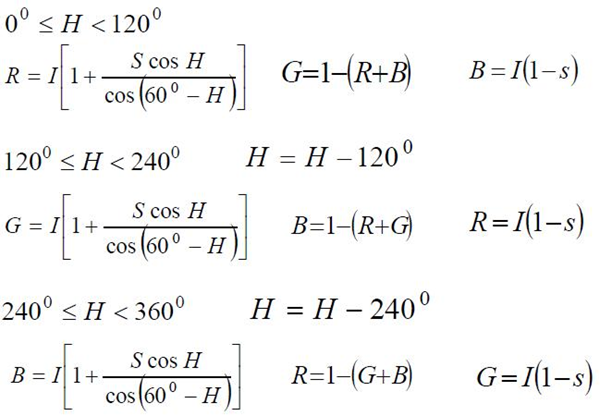 0⁰ ≤ H < 120⁰
R = I[1 + S cos H / cos(60⁰ − H)] G=1−(R+B) B = I(1−s)
120⁰ ≤ H < 240⁰ H = H − 120⁰
G = I[1 + S cos H / cos(60⁰ − H)] B=1−(R+G) R = I(1−s)
240⁰ ≤ H < 360⁰ H = H − 240⁰
B = I[1 + S cos H / cos(60⁰ − H)] R=1−(G+B) G = I(1−s)